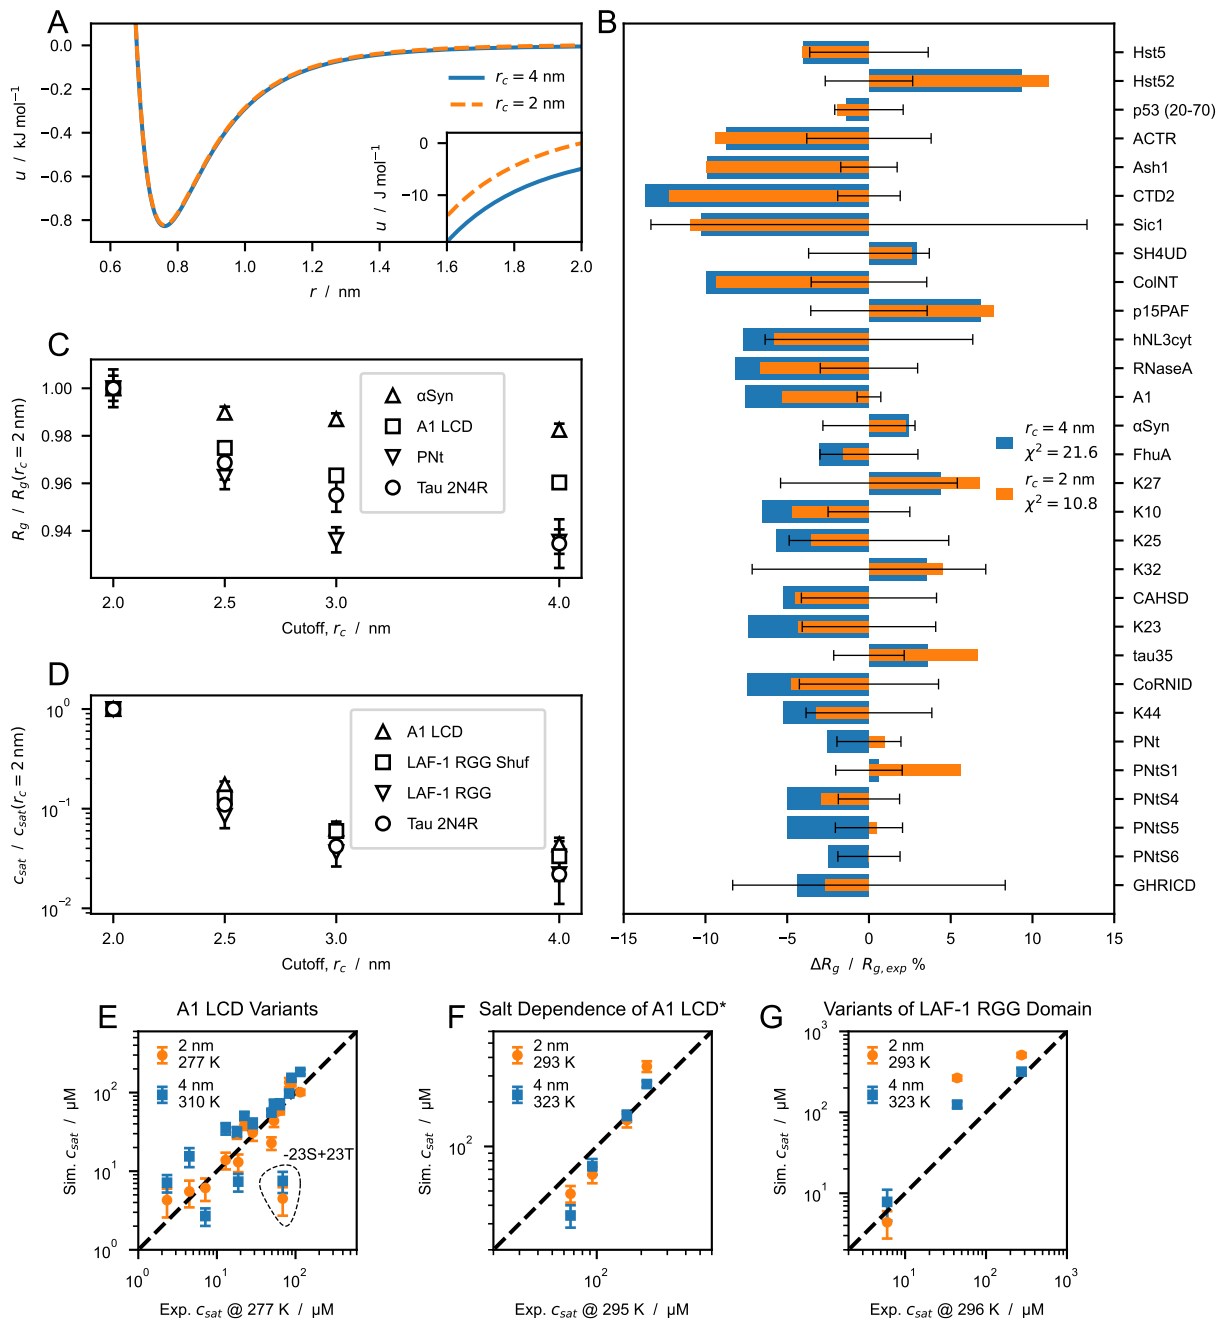 A
0.0
−0.2
−0.4
−0.6
−0.8
u / kJ mol⁻¹
r_c = 4 nm
r_c = 2 nm
0
−10
u / J mol⁻¹
1.6
1.8
2.0
0.6
0.8
1.0
1.2
1.4
1.6
1.8
2.0
r / nm
B
Hst5
Hst52
p53 (20-70)
ACTR
Ash1
CTD2
Sic1
SH4UD
ColNT
p15PAF
hNL3cyt
RNaseA
A1
αSyn
FhuA
K27
K10
K25
K32
CAHSD
K23
tau35
CoRNID
K44
PNt
PNtS1
PNtS4
PNtS5
PNtS6
GHRICD
r_c = 4 nm
χ² = 21.6
r_c = 2 nm
χ² = 10.8
−15
−10
−5
0
5
10
15
ΔR_g / R_{g,exp} %
C
1.00
0.98
0.96
0.94
R_g / R_g(r_c = 2 nm)
αSyn
A1 LCD
PNt
Tau 2N4R
2.0
2.5
3.0
4.0
Cutoff, r_c / nm
D
10⁰
10⁻¹
10⁻²
c_sat / c_sat(r_c = 2 nm)
A1 LCD
LAF-1 RGG Shuf
LAF-1 RGG
Tau 2N4R
2.0
2.5
3.0
4.0
Cutoff, r_c / nm
E
A1 LCD Variants
2 nm
277 K
4 nm
310 K
-23S+23T
10²
10¹
10⁰
Sim. c_sat / μM
10⁰
10¹
10²
Exp. c_sat @ 277 K / μM
F
Salt Dependence of A1 LCD*
2 nm
293 K
4 nm
323 K
10²
Sim. c_sat / μM
10²
Exp. c_sat @ 295 K / μM
G
Variants of LAF-1 RGG Domain
2 nm
293 K
4 nm
323 K
10³
10²
10¹
10⁰
Sim. c_sat / μM
10¹
10²
10³
Exp. c_sat @ 296 K / μM